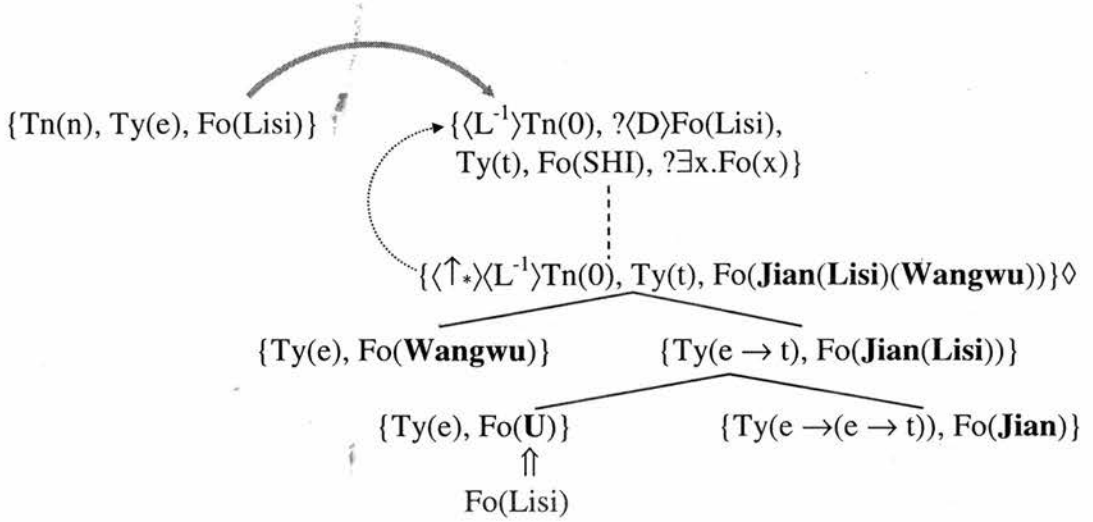 {Tn(n), Ty(e), Fo(Lisi)} {⟨L⁻¹⟩Tn(0), ?⟨D⟩Fo(Lisi),
Ty(t), Fo(SHI), ?∃x.Fo(x)}
{⟨↑*⟩⟨L⁻¹⟩Tn(0), Ty(t), Fo(Jian(Lisi)(Wangwu))}◊
{Ty(e), Fo(Wangwu)} {Ty(e → t), Fo(Jian(Lisi))}
{Ty(e), Fo(U)} {Ty(e →(e → t)), Fo(Jian)}
⇑
Fo(Lisi)